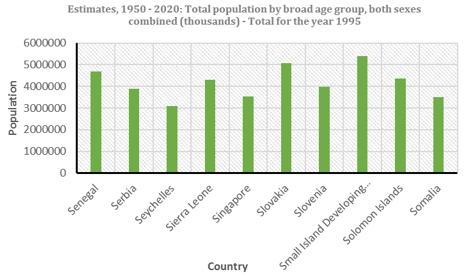 Estimates, 1950 - 2020: Total population by broad age group, both sexes
combined (thousands) - Total for the year 1995
6000000
5000000
4000000
3000000
2000000
1000000
0
Population
Senegal
Serbia
Seychelles
Sierra Leone
Singapore
Slovakia
Slovenia
Small Island Developing...
Solomon Islands
Somalia
Country